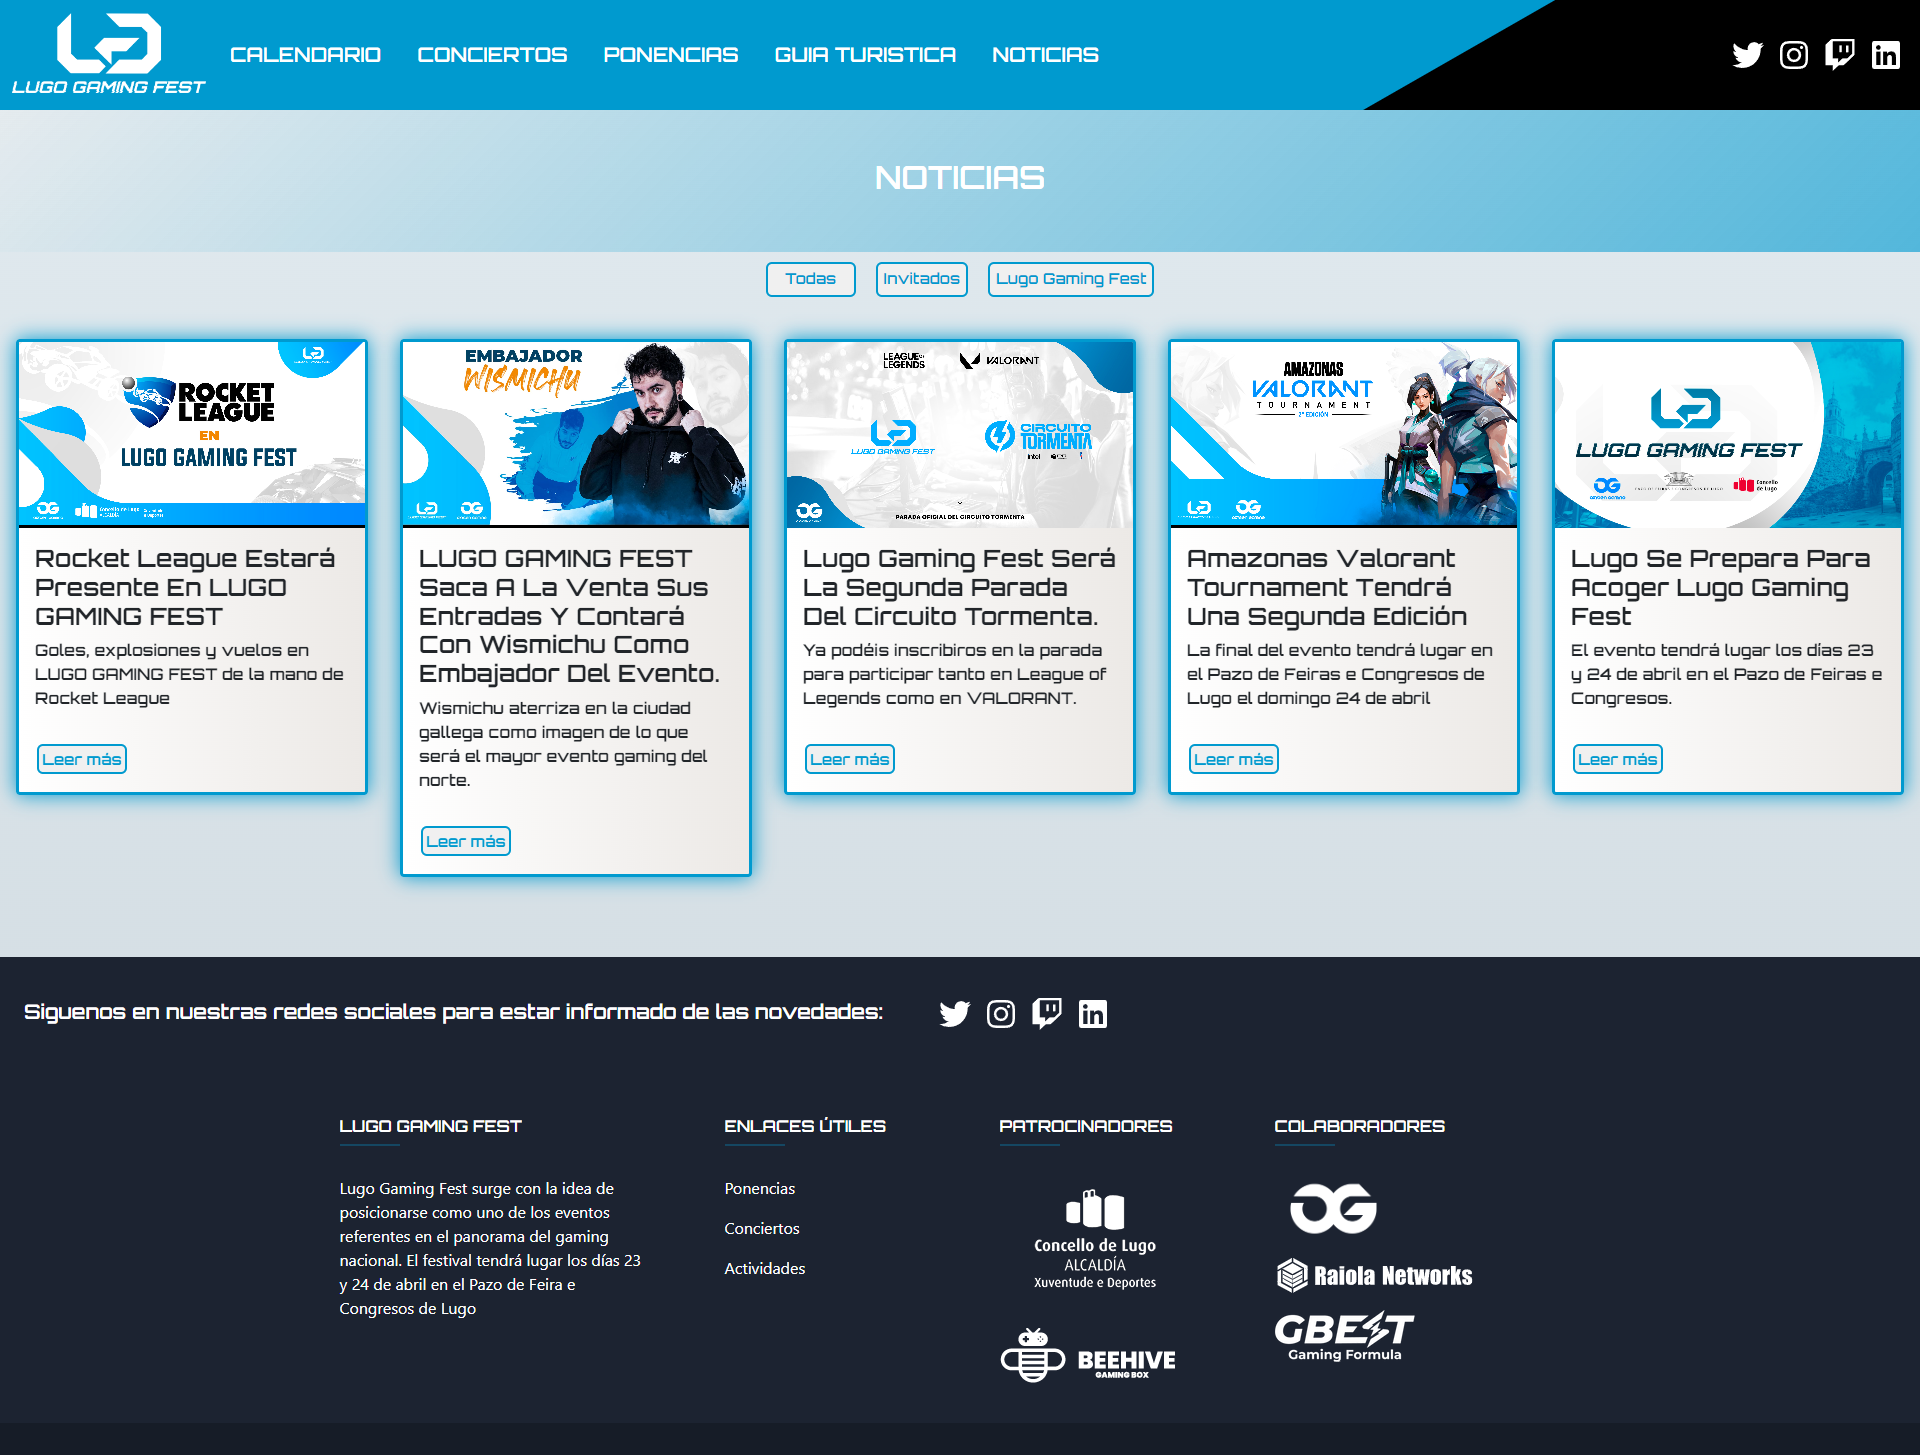 LUGO GAMING FEST
CALENDARIO
CONCIERTOS
PONENCIAS
GUIA TURISTICA
NOTICIAS
NOTICIAS
Todas
Invitados
Lugo Gaming Fest
ROCKET
LEAGUE
EN
LUGO GAMING FEST
Rocket League Estará
Presente En LUGO
GAMING FEST
Goles, explosiones y vuelos en
LUGO GAMING FEST de la mano de
Rocket League
Leer más
EMBAJADOR
WISMICHU
LUGO GAMING FEST
Saca A La Venta Sus
Entradas Y Contará
Con Wismichu Como
Embajador Del Evento.
Wismichu aterriza en la ciudad
gallega como imagen de lo que
será el mayor evento gaming del
norte.
Leer más
LEAGUE OF
LEGENDS
VALORANT
LUGO GAMING FEST
CIRCUITO
TORMENTA
intel
PARADA OFICIAL DEL CIRCUITO TORMENTA
Lugo Gaming Fest Será
La Segunda Parada
Del Circuito Tormenta.
Ya podéis inscribiros en la parada
para participar tanto en League of
Legends como en VALORANT.
Leer más
AMAZONAS
VALORANT
TOURNAMENT
2ª EDICIÓN
Amazonas Valorant
Tournament Tendrá
Una Segunda Edición
La final del evento tendrá lugar en
el Pazo de Feiras e Congresos de
Lugo el domingo 24 de abril
Leer más
LUGO GAMING FEST
Concello
de Lugo
Lugo Se Prepara Para
Acoger Lugo Gaming
Fest
El evento tendrá lugar los días 23
y 24 de abril en el Pazo de Feiras e
Congresos.
Leer más
Siguenos en nuestras redes sociales para estar informado de las novedades:
LUGO GAMING FEST
Lugo Gaming Fest surge con la idea de
posicionarse como uno de los eventos
referentes en el panorama del gaming
nacional. El festival tendrá lugar los días 23
y 24 de abril en el Pazo de Feira e
Congresos de Lugo
ENLACES ÚTILES
Ponencias
Conciertos
Actividades
PATROCINADORES
Concello de Lugo
ALCALDÍA
Xuventude e Deportes
BEEHIVE
GAMING BOX
COLABORADORES
OG
Raiola Networks
GBEST
Gaming Formula